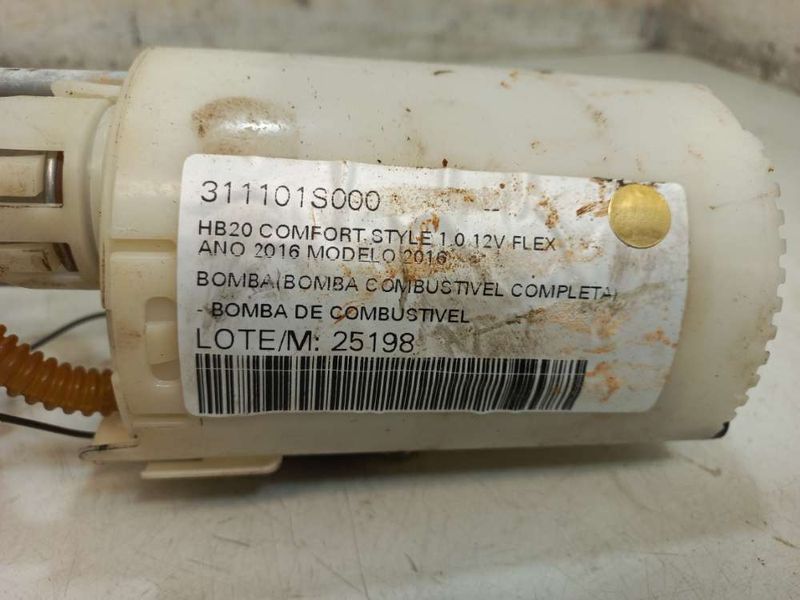 311101S000
HB20 COMFORT STYLE 1.0 12V FLEX
ANO 2016 MODELO 2016
BOMBA(BOMBA COMBUSTIVEL COMPLETA)
- BOMBA DE COMBUSTIVEL
LOTE/M: 25198